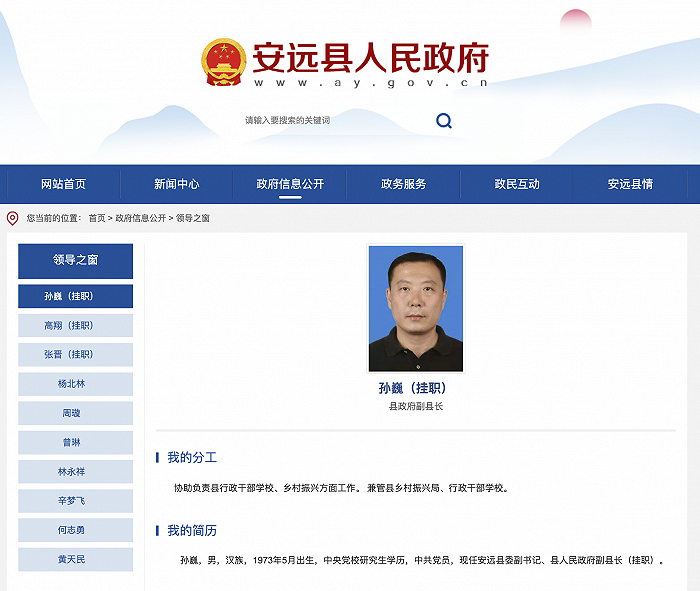 安远县人民政府
www.ay.gov.cn
请输入要搜索的关键词
网站首页 新闻中心 政府信息公开 政务服务 政民互动 安远县情
您当前的位置： 首页 > 政府信息公开 > 领导之窗
领导之窗
孙巍（挂职）
高翔（挂职）
张晋（挂职）
杨北林
周璇
曾琳
林永祥
辛梦飞
何志勇
黄天民
孙巍（挂职）
县政府副县长
我的分工
协助负责县行政干部学校、乡村振兴方面工作。兼管县乡村振兴局、行政干部学校。
我的简历
孙巍，男，汉族，1973年5月出生，中央党校研究生学历，中共党员，现任安远县委副书记、县人民政府副县长（挂职）。